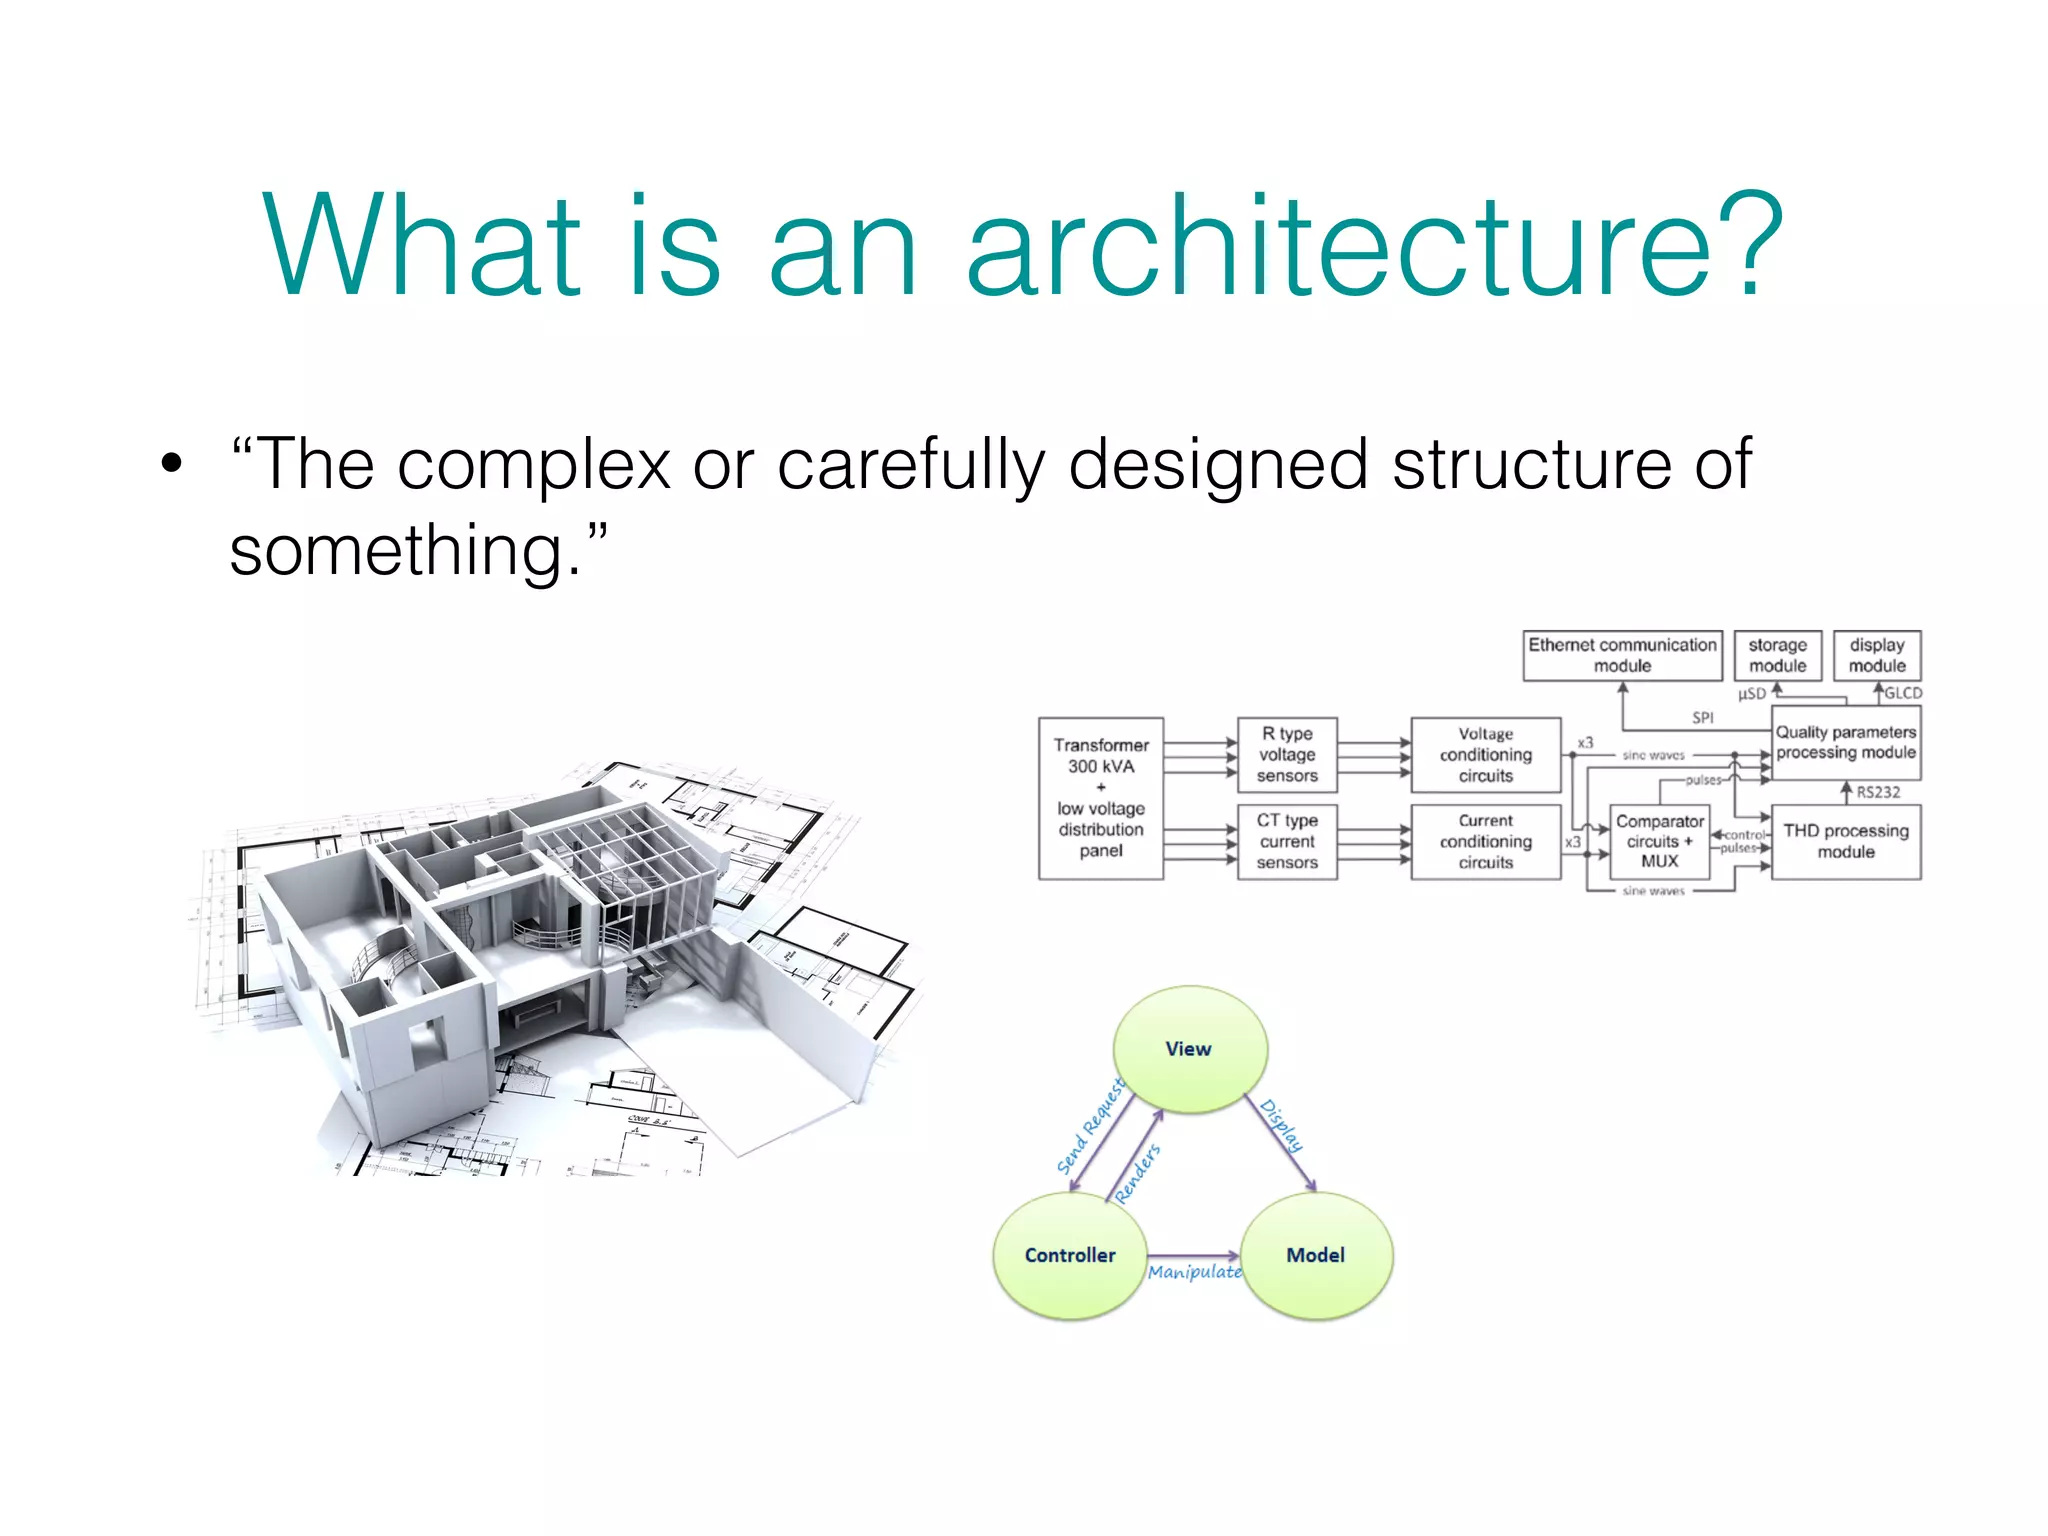 What is an architecture?
• “The complex or carefully designed structure of
something.”
Ethernet communication
module
storage
module
display
module
µSD
GLCD
SPI
Transformer
300 kVA
+
low voltage
distribution
panel
R type
voltage
sensors
Voltage
conditioning
circuits
x3
sine waves
Quality parameters
processing module
pulses
RS232
CT type
current
sensors
Current
conditioning
circuits
x3
Comparator
circuits +
MUX
control
pulses
THD processing
module
sine waves
View
Send Request
Renders
Display
Controller
Manipulate
Model